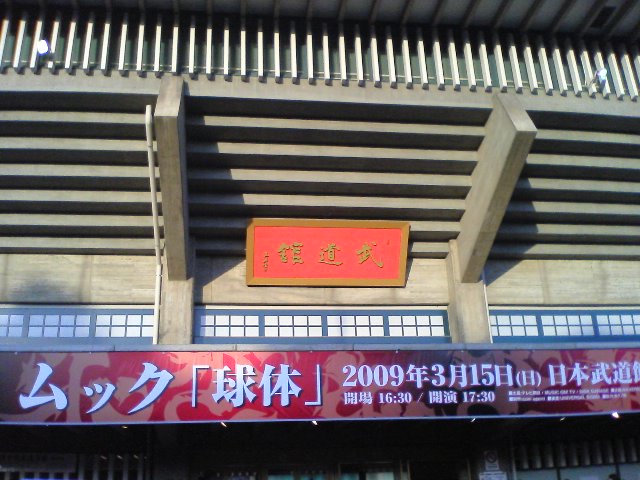 武道館
ムック「球体」 2009年3月15日(日) 日本武道館
開場 16:30 / 開演 17:30